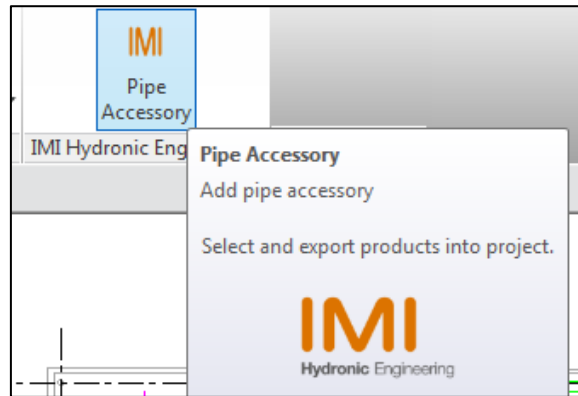 IMI
Pipe
Accessory
IMI Hydronic Eng
Pipe Accessory
Add pipe accessory
Select and export products into project.
IMI
Hydronic Engineering